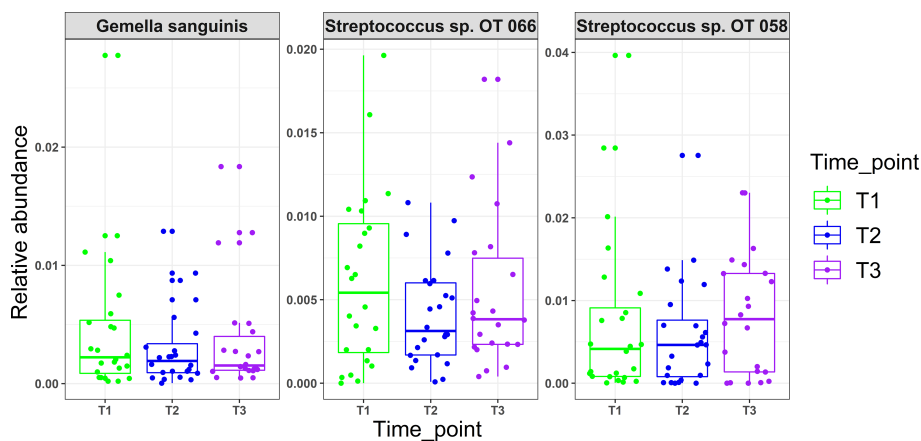 Gemella sanguinis
Streptococcus sp. OT 066
Streptococcus sp. OT 058
Relative abundance
0.02
0.01
0.00
0.020
0.015
0.010
0.005
0.000
0.04
0.03
0.02
0.01
0.00
T1 T2 T3
T1 T2 T3
T1 T2 T3
Time_point
Time_point
T1
T2
T3